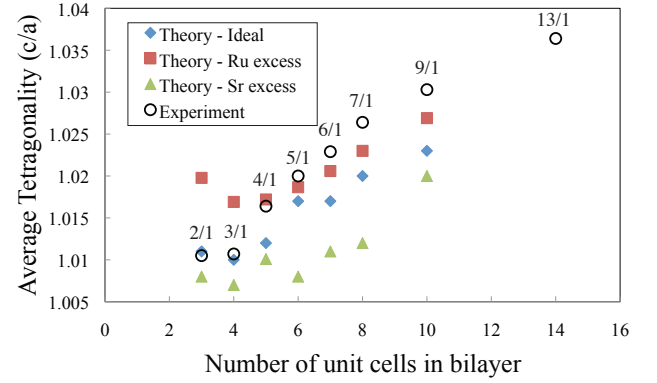 Average Tetragonality (c/a)
1.04
1.035
1.03
1.025
1.02
1.015
1.01
1.005
Theory - Ideal
Theory - Ru excess
Theory - Sr excess
Experiment
2/1
3/1
4/1
5/1
6/1
7/1
9/1
13/1
0 2 4 6 8 10 12 14 16
Number of unit cells in bilayer